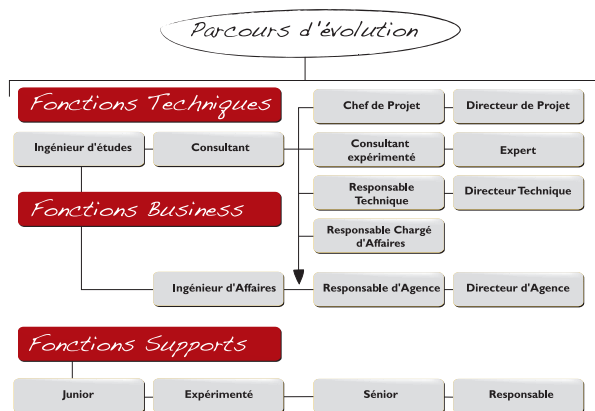 Parcours d'évolution
Fonctions Techniques
Chef de Projet
Directeur de Projet
Ingénieur d'études
Consultant
Consultant
expérimenté
Expert
Responsable
Technique
Directeur Technique
Fonctions Business
Responsable Chargé
d'Affaires
Ingénieur d'Affaires
Responsable d'Agence
Directeur d'Agence
Fonctions Supports
Junior
Expérimenté
Sénior
Responsable